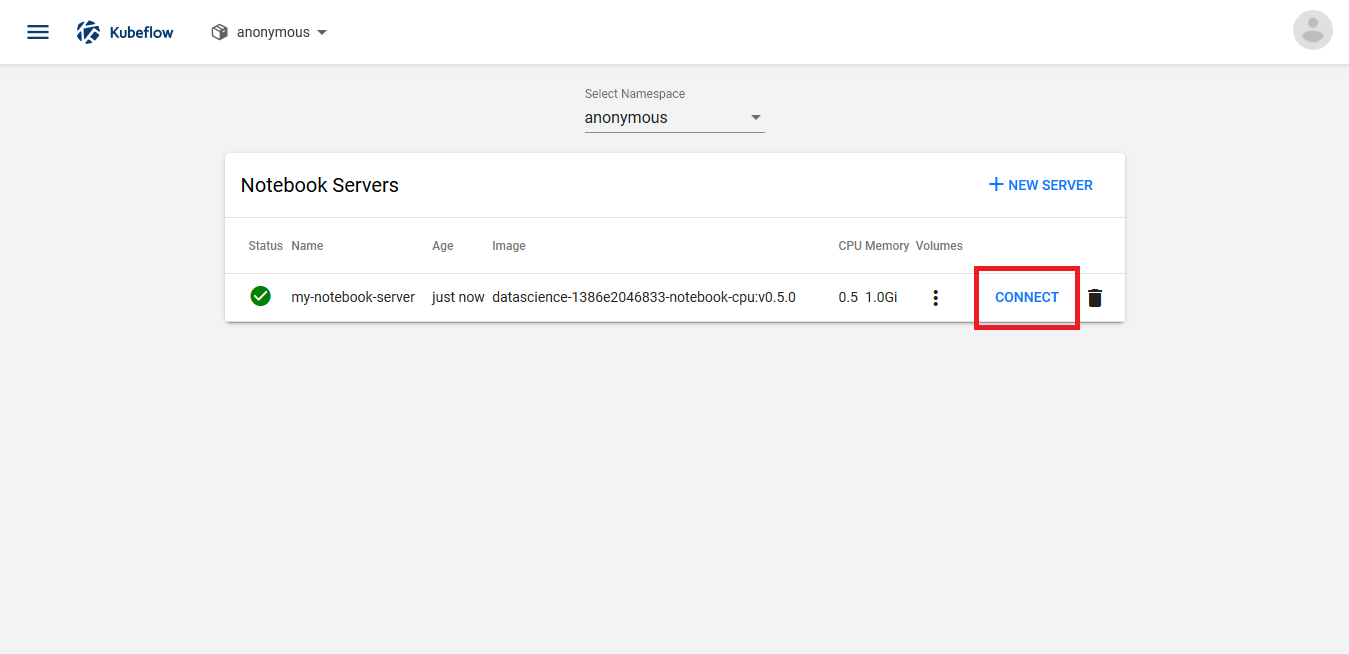 Kubeflow anonymous
Select Namespace
anonymous
Notebook Servers + NEW SERVER
Status Name Age Image CPU Memory Volumes
my-notebook-server just now datascience-1386e2046833-notebook-cpu:v0.5.0 0.5 1.0Gi CONNECT